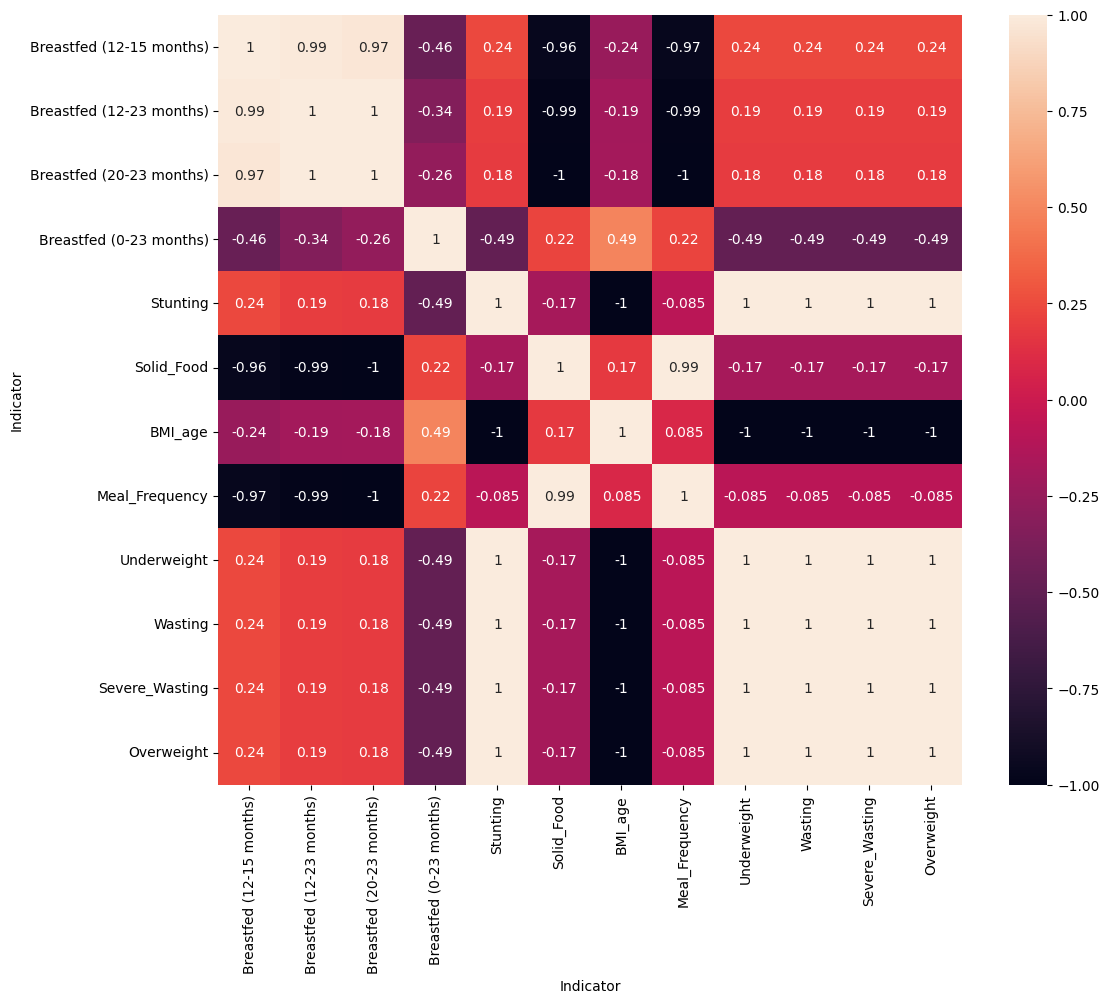 Breastfed (12-15 months) 1 0.99 0.97 -0.46 0.24 -0.96 -0.24 -0.97 0.24 0.24 0.24 0.24
Breastfed (12-23 months) 0.99 1 1 -0.34 0.19 -0.99 -0.19 -0.99 0.19 0.19 0.19 0.19
Breastfed (20-23 months) 0.97 1 1 -0.26 0.18 -1 -0.18 -1 0.18 0.18 0.18 0.18
Breastfed (0-23 months) -0.46 -0.34 -0.26 1 -0.49 0.22 0.49 0.22 -0.49 -0.49 -0.49 -0.49
Stunting 0.24 0.19 0.18 -0.49 1 -0.17 -1 -0.085 1 1 1 1
Solid_Food -0.96 -0.99 -1 0.22 -0.17 1 0.17 0.99 -0.17 -0.17 -0.17 -0.17
BMI_age -0.24 -0.19 -0.18 0.49 -1 0.17 1 0.085 -1 -1 -1 -1
Meal_Frequency -0.97 -0.99 -1 0.22 -0.085 0.99 0.085 1 -0.085 -0.085 -0.085 -0.085
Underweight 0.24 0.19 0.18 -0.49 1 -0.17 -1 -0.085 1 1 1 1
Wasting 0.24 0.19 0.18 -0.49 1 -0.17 -1 -0.085 1 1 1 1
Severe_Wasting 0.24 0.19 0.18 -0.49 1 -0.17 -1 -0.085 1 1 1 1
Overweight 0.24 0.19 0.18 -0.49 1 -0.17 -1 -0.085 1 1 1 1
Indicator
Breastfed (12-15 months)
Breastfed (12-23 months)
Breastfed (20-23 months)
Breastfed (0-23 months)
Stunting
Solid_Food
BMI_age
Meal_Frequency
Underweight
Wasting
Severe_Wasting
Overweight
Indicator
1.00
0.75
0.50
0.25
0.00
−0.25
−0.50
−0.75
−1.00